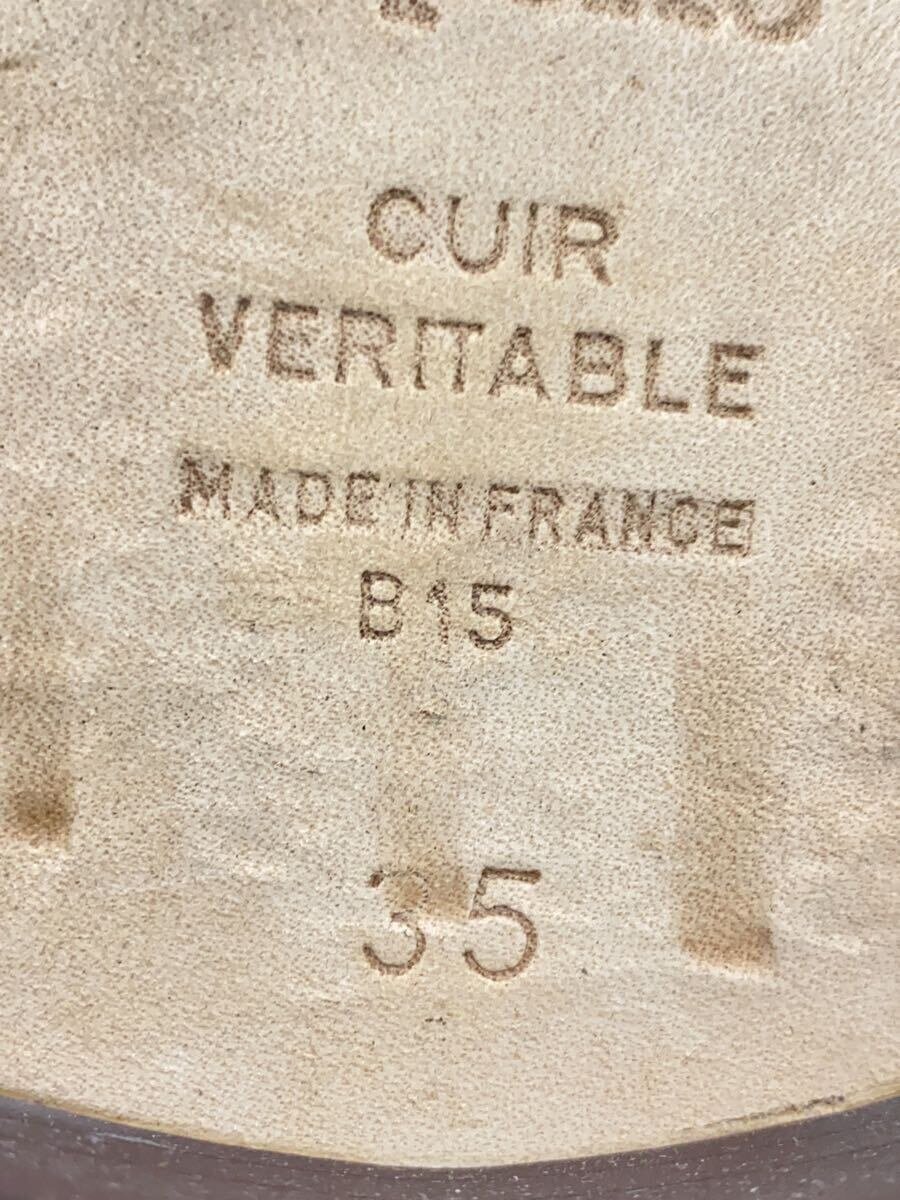 CUIR
VERITABLE
MADE IN FRANCE
B15
35